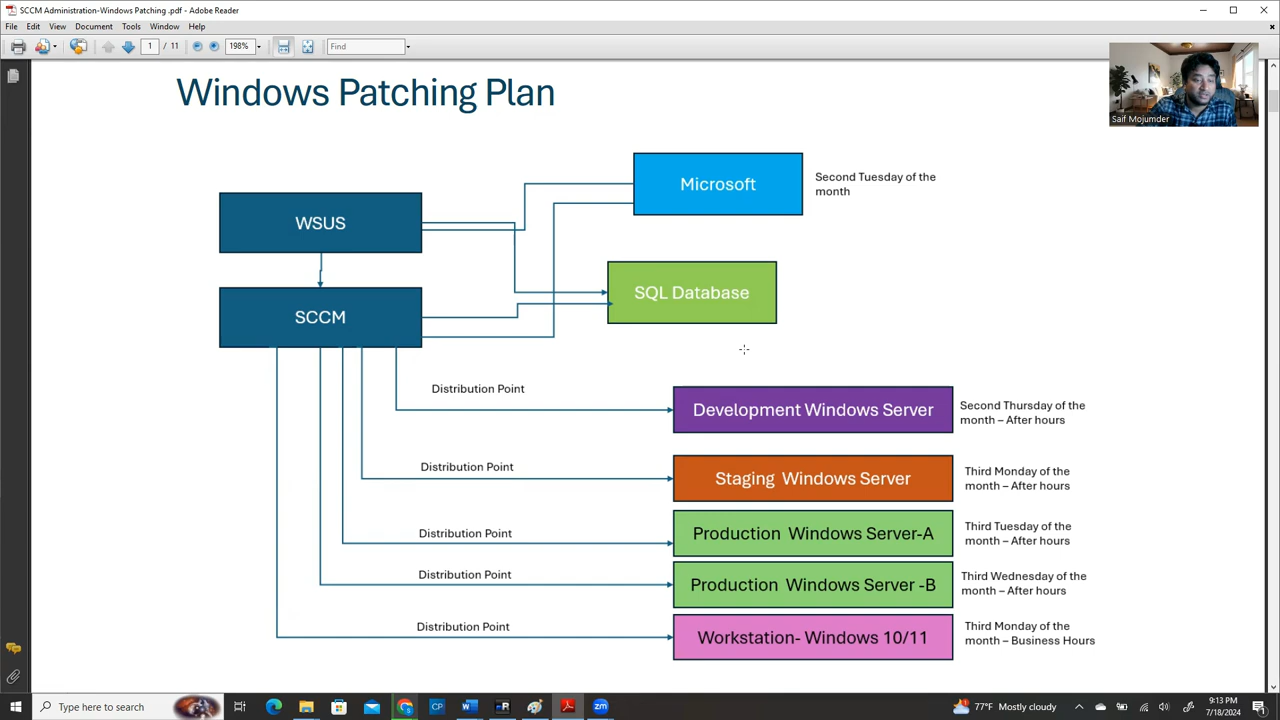 SCCM Administration-Windows Patching .pdf - Adobe Reader
File Edit View Document Tools Window Help
1 / 11 198% Find
Windows Patching Plan
Saif Mojumder
Microsoft
Second Tuesday of the
month
WSUS
SQL Database
SCCM
Distribution Point
Development Windows Server
Second Thursday of the
month – After hours
Distribution Point
Staging Windows Server
Third Monday of the
month – After hours
Distribution Point
Production Windows Server-A
Third Tuesday of the
month – After hours
Distribution Point
Production Windows Server -B
Third Wednesday of the
month – After hours
Distribution Point
Workstation- Windows 10/11
Third Monday of the
month – Business Hours
Type here to search
CP
W
R
zm
77°F Mostly cloudy
9:13 PM
7/18/2024